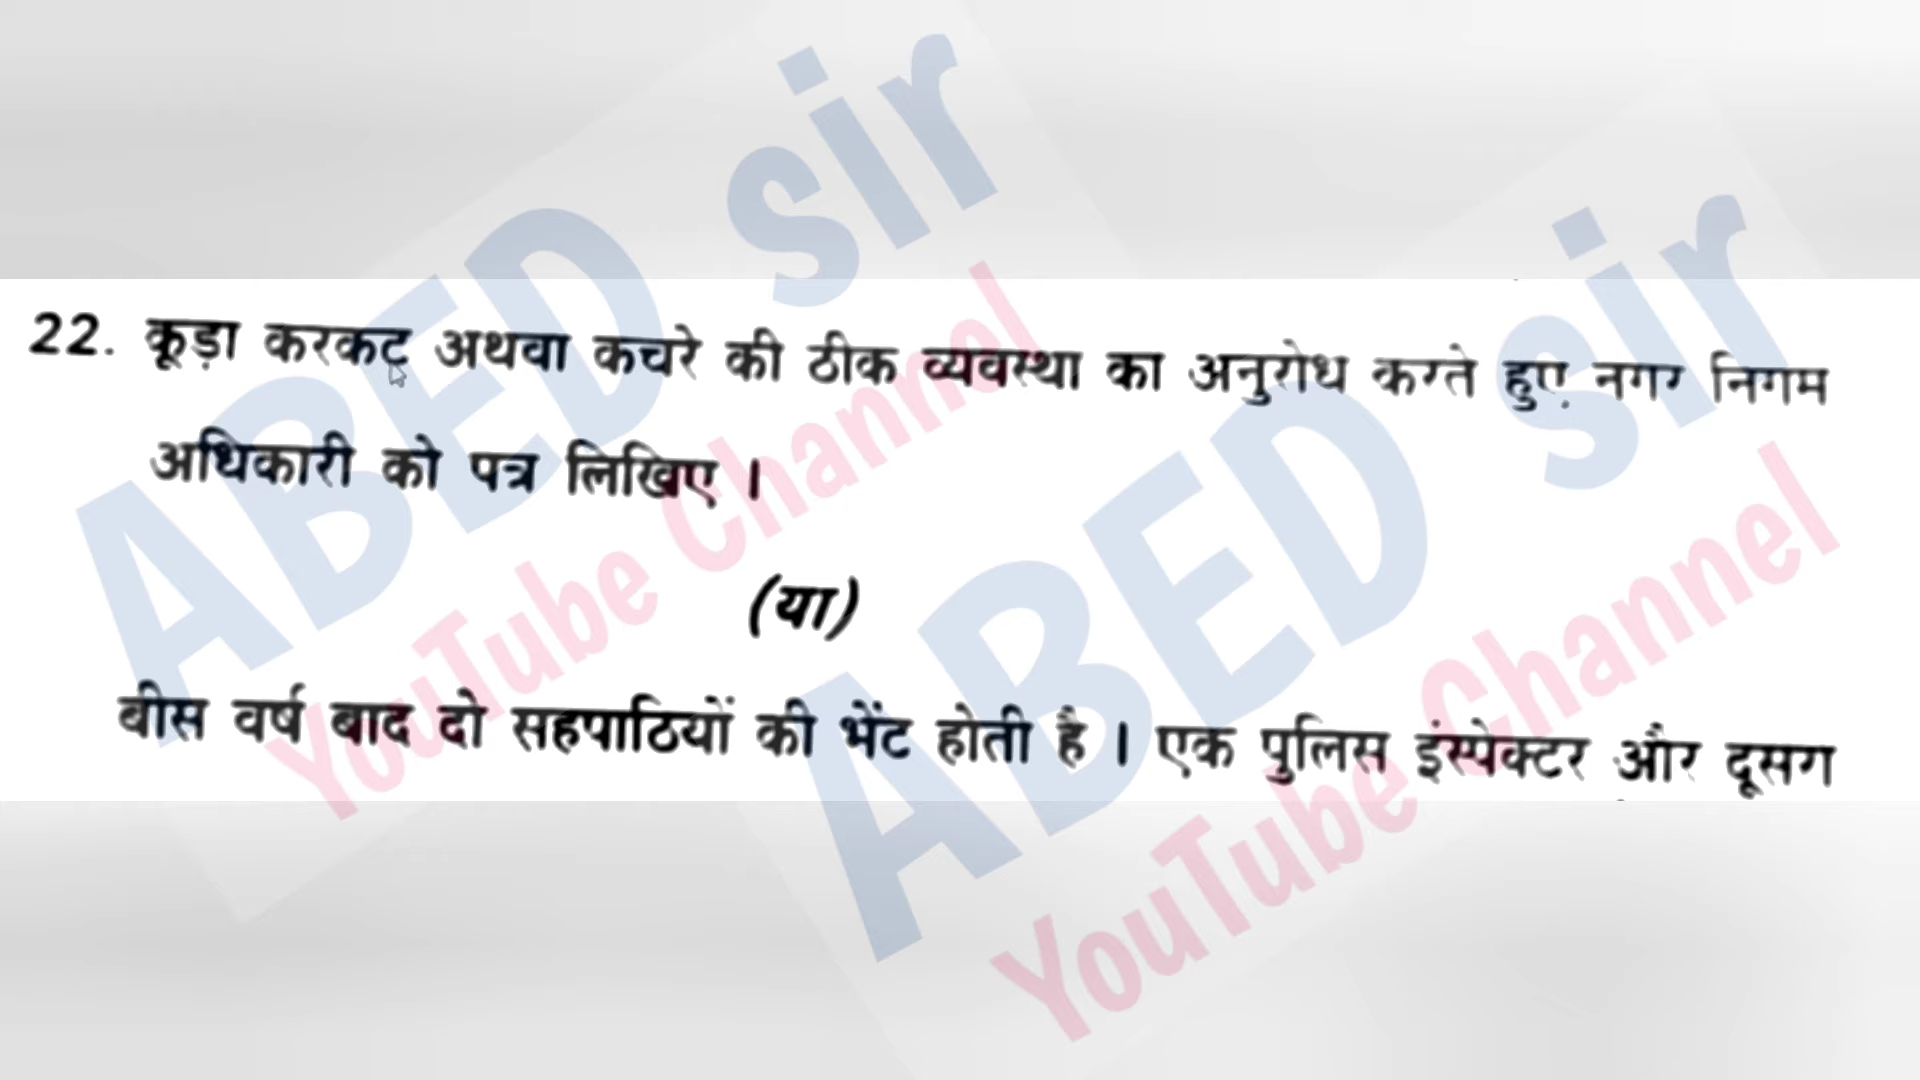 ABED sir
YouTube Channel
ABED sir
YouTube Channel
22. कूड़ा करकट अथवा कचरे की ठीक व्यवस्था का अनुरोध करते हुए नगर निगम
अधिकारी को पत्र लिखिए ।
(या)
बीस वर्ष बाद दो सहपाठियों की भेंट होती है । एक पुलिस इंस्पेक्टर और दूसरा